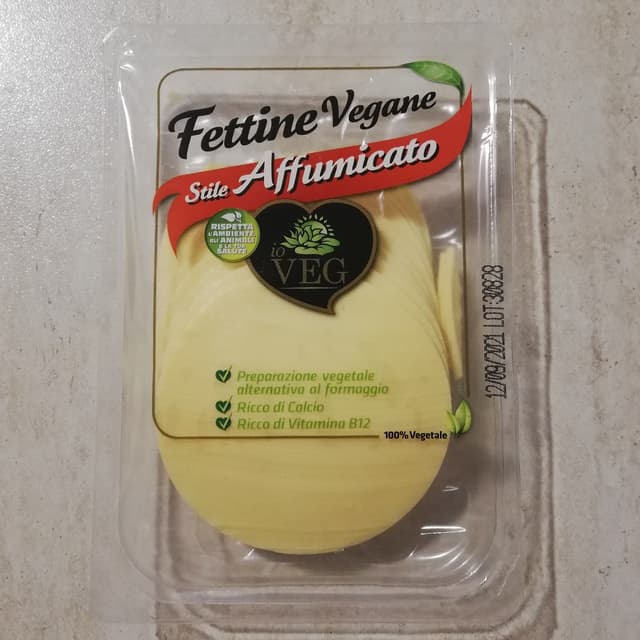 Fettine Vegane
Stile Affumicato
RISPETTA
L'AMBIENTE
GLI ANIMALI
E LA TUA
SALUTE
io
VEG
Preparazione vegetale
alternativa al formaggio
Ricco di Calcio
Ricco di Vitamina B12
100% Vegetale
12/09/2021 LOT:30628